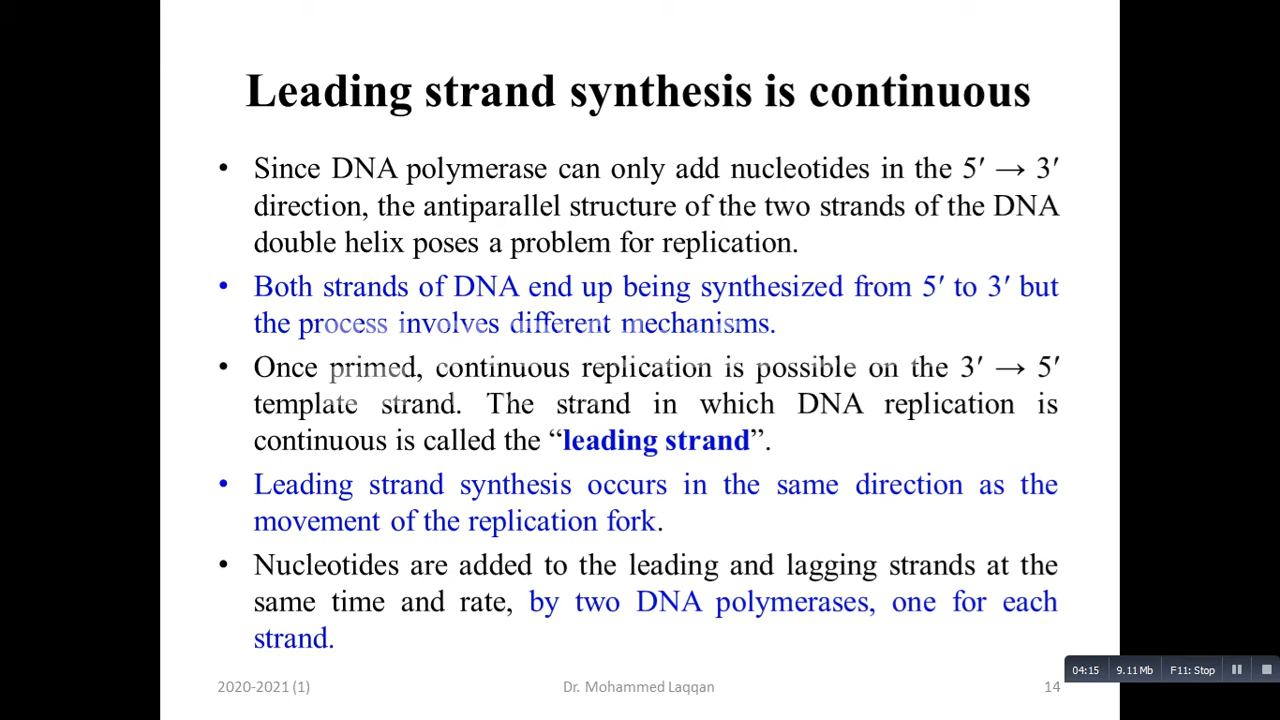 Leading strand synthesis is continuous
• Since DNA polymerase can only add nucleotides in the 5′ → 3′
direction, the antiparallel structure of the two strands of the DNA
double helix poses a problem for replication.
• Both strands of DNA end up being synthesized from 5′ to 3′ but
the process involves different mechanisms.
• Once primed, continuous replication is possible on the 3′ → 5′
template strand. The strand in which DNA replication is
continuous is called the “leading strand”.
• Leading strand synthesis occurs in the same direction as the
movement of the replication fork.
• Nucleotides are added to the leading and lagging strands at the
same time and rate, by two DNA polymerases, one for each
strand.
2020-2021 (1) Dr. Mohammed Laqqan 14
04:15 9.11 Mb F11: Stop